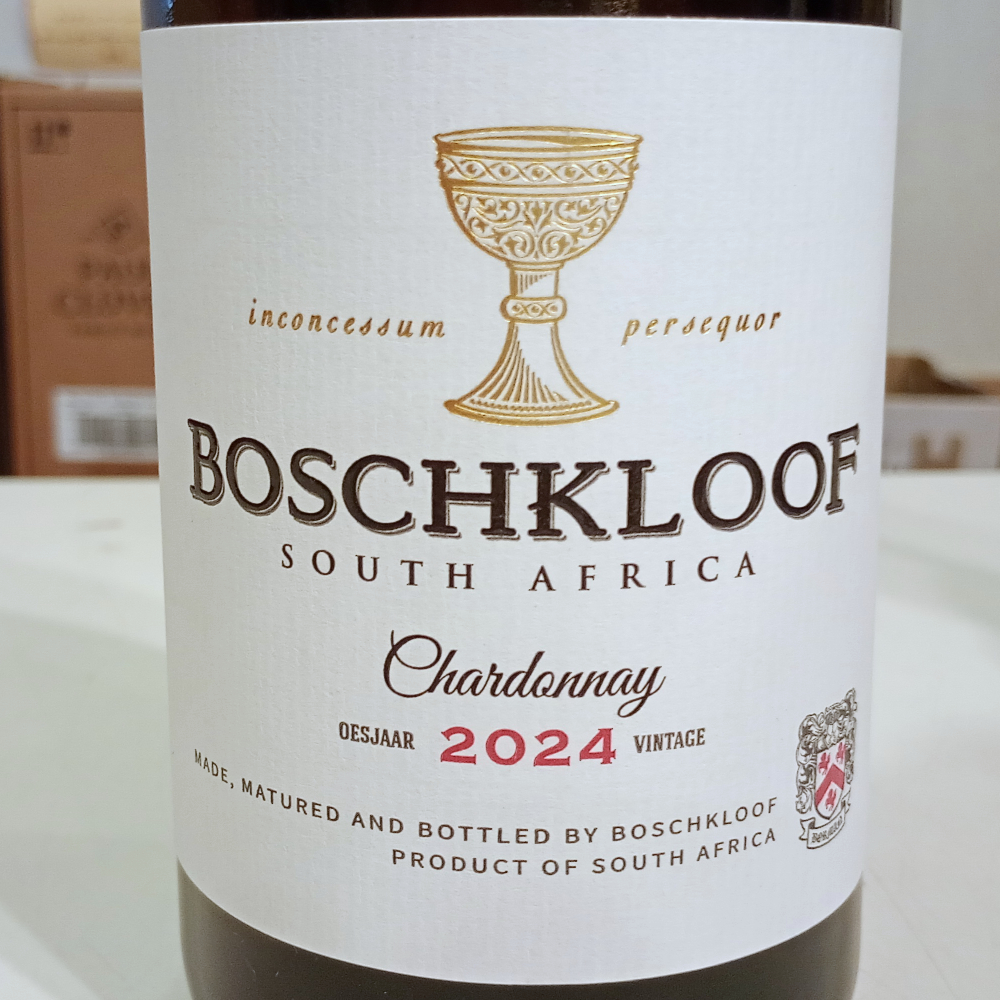 inconcessum persequor
BOSCHKLOOF
SOUTH AFRICA
Chardonnay
OESJAAR 2024 VINTAGE
MADE, MATURED AND BOTTLED BY BOSCHKLOOF
PRODUCT OF SOUTH AFRICA